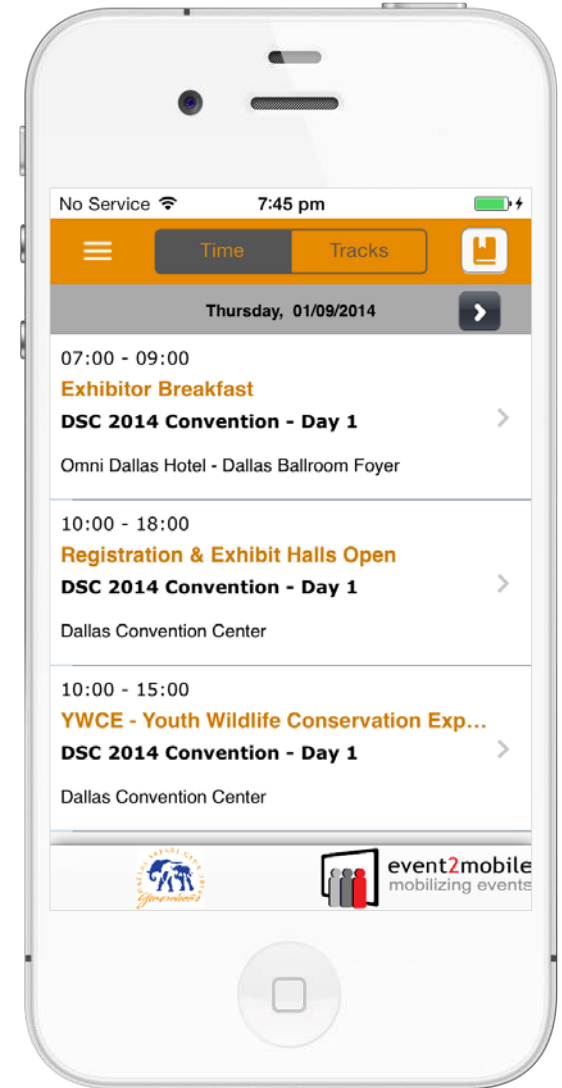 No Service 7:45 pm
Time Tracks
Thursday, 01/09/2014
07:00 - 09:00
Exhibitor Breakfast
DSC 2014 Convention - Day 1
Omni Dallas Hotel - Dallas Ballroom Foyer
10:00 - 18:00
Registration & Exhibit Halls Open
DSC 2014 Convention - Day 1
Dallas Convention Center
10:00 - 15:00
YWCE - Youth Wildlife Conservation Exp...
DSC 2014 Convention - Day 1
Dallas Convention Center
event2mobile
mobilizing events